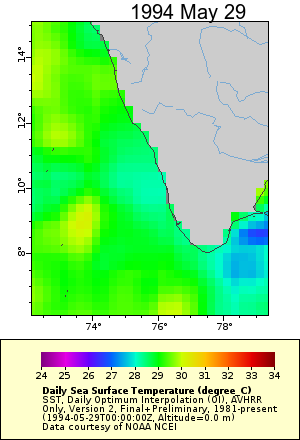 1994 May 29
14°
12°
10°
8°
74° 76° 78°
24 25 26 27 28 29 30 31 32 33 34
Daily Sea Surface Temperature (degree_C)
SST, Daily Optimum Interpolation (OI), AVHRR
Only, Version 2, Final+Preliminary, 1981-present
(1994-05-29T00:00:00Z, Altitude=0.0 m)
Data courtesy of NOAA NCEI